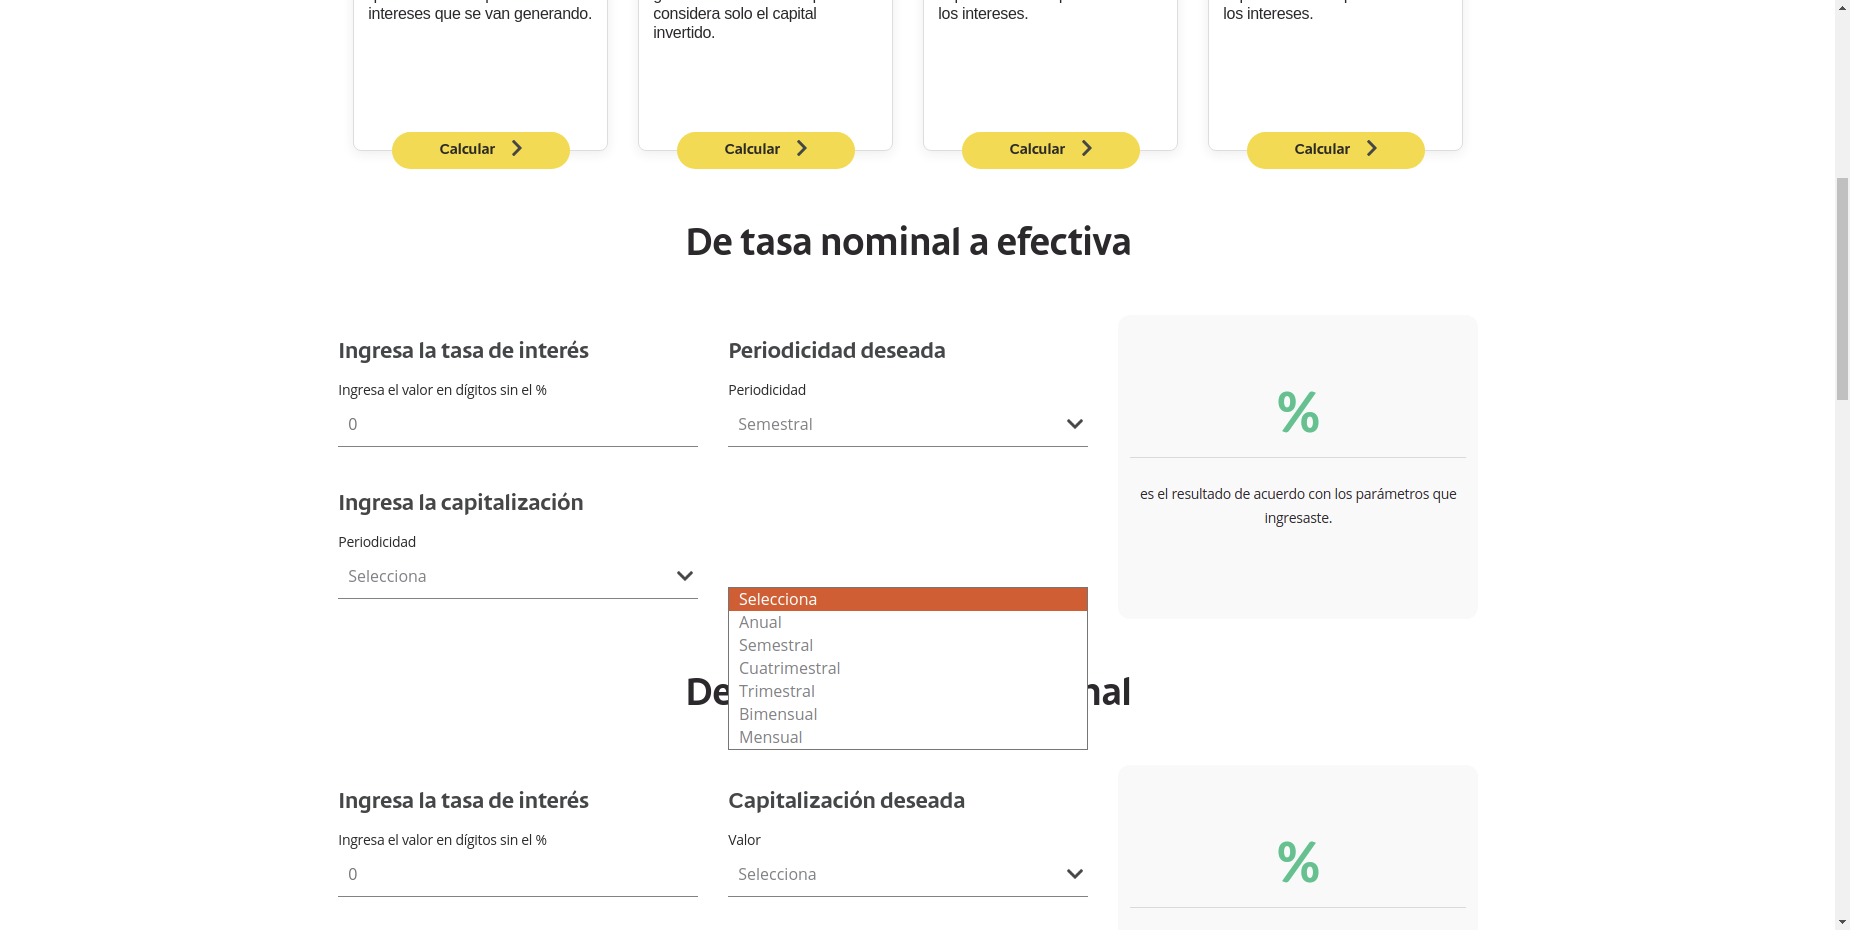 intereses que se van generando.
considera solo el capital
invertido.
los intereses.
los intereses.
Calcular
Calcular
Calcular
Calcular
De tasa nominal a efectiva
Ingresa la tasa de interés
Ingresa el valor en dígitos sin el %
0
Periodicidad deseada
Periodicidad
Semestral
%
es el resultado de acuerdo con los parámetros que
ingresaste.
Ingresa la capitalización
Periodicidad
Selecciona
Selecciona
Anual
Semestral
Cuatrimestral
Trimestral
Bimensual
Mensual
De
nal
Ingresa la tasa de interés
Ingresa el valor en dígitos sin el %
0
Capitalización deseada
Valor
Selecciona
%